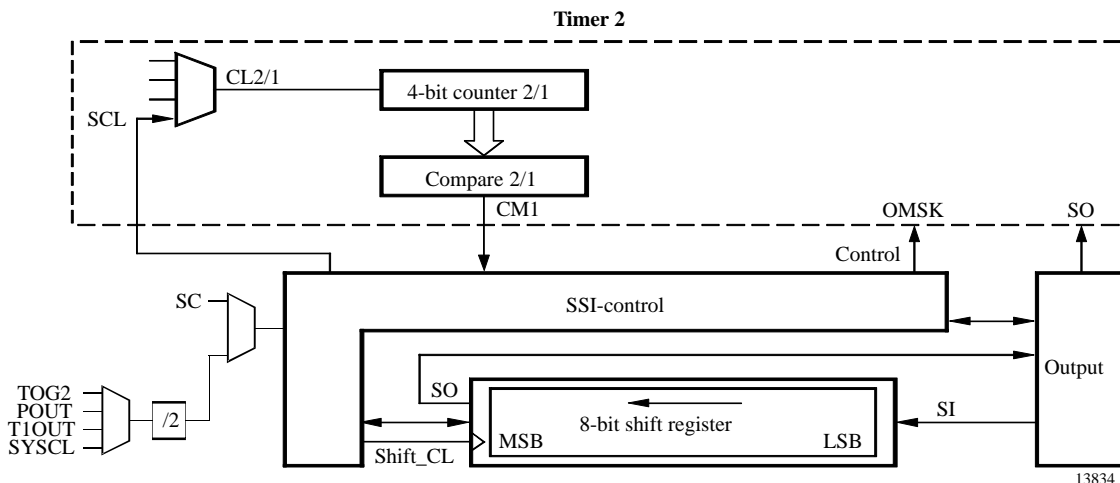 Timer 2
CL2/1
4-bit counter 2/1
SCL
Compare 2/1
CM1
OMSK
SO
Control
SC
SSI-control
TOG2
POUT
T1OUT
SYSCL
/2
SO
8-bit shift register
MSB
LSB
Shift_CL
SI
Output
13834